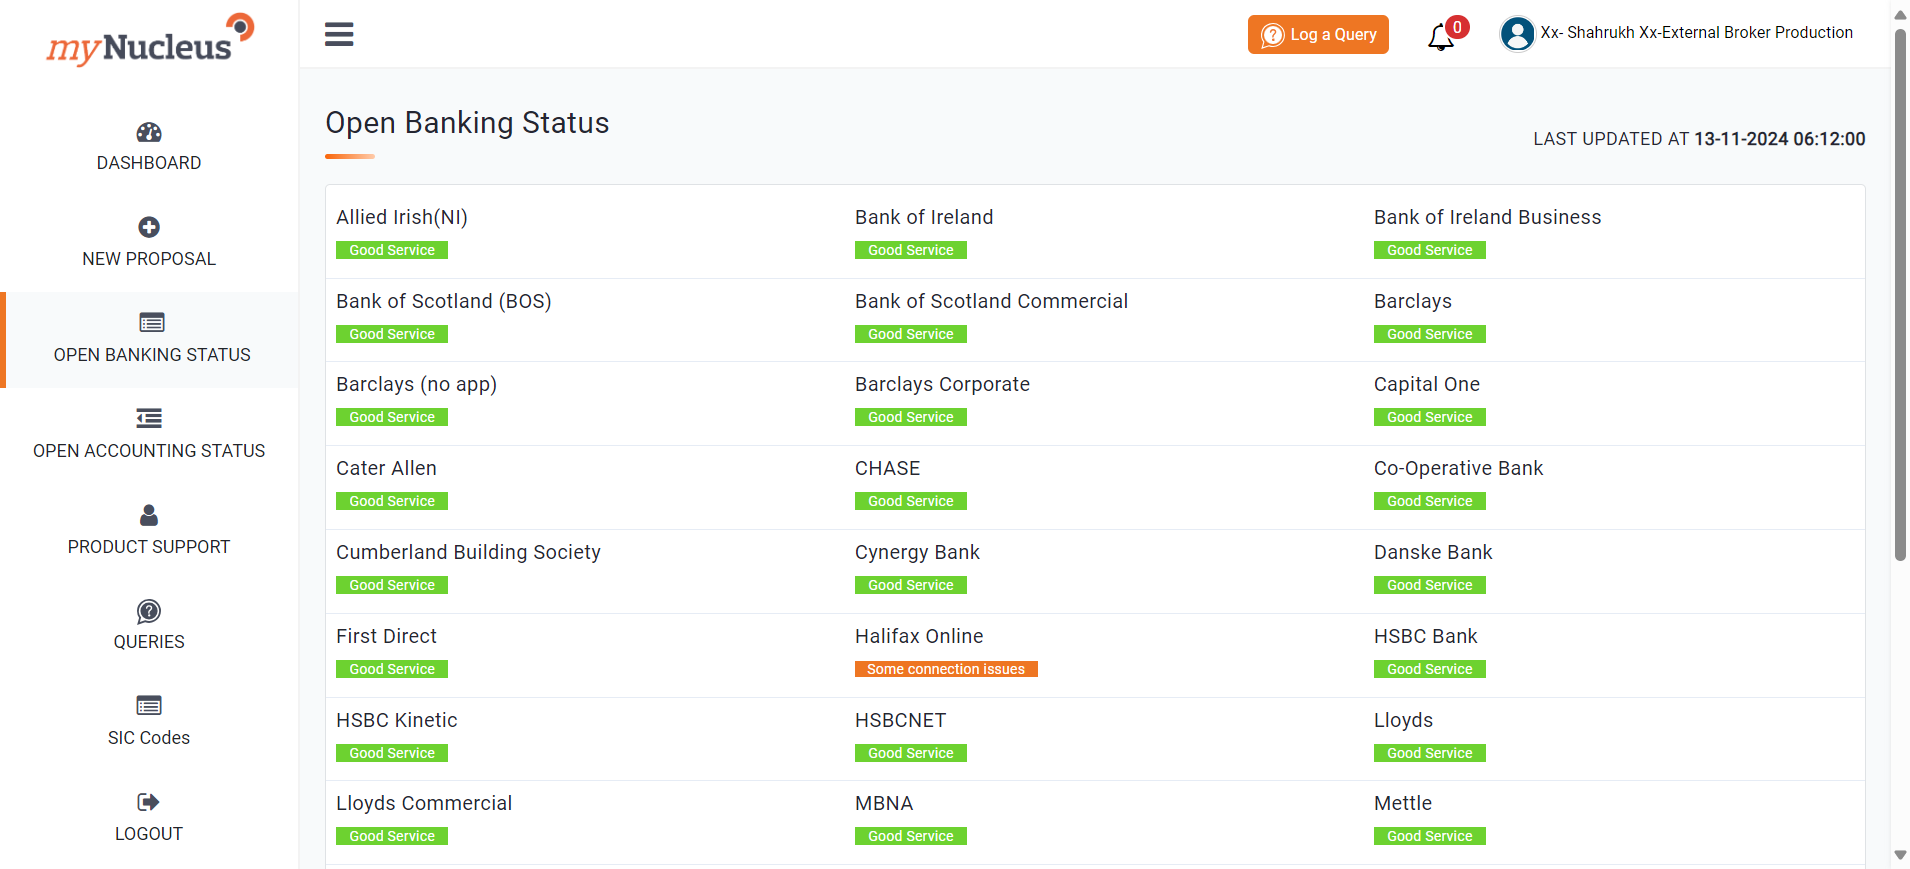 myNucleus
Log a Query
0
Xx- Shahrukh Xx-External Broker Production
DASHBOARD
NEW PROPOSAL
OPEN BANKING STATUS
OPEN ACCOUNTING STATUS
PRODUCT SUPPORT
QUERIES
SIC Codes
LOGOUT
Open Banking Status
LAST UPDATED AT 13-11-2024 06:12:00
Allied Irish(NI)
Good Service
Bank of Ireland
Good Service
Bank of Ireland Business
Good Service
Bank of Scotland (BOS)
Good Service
Bank of Scotland Commercial
Good Service
Barclays
Good Service
Barclays (no app)
Good Service
Barclays Corporate
Good Service
Capital One
Good Service
Cater Allen
Good Service
CHASE
Good Service
Co-Operative Bank
Good Service
Cumberland Building Society
Good Service
Cynergy Bank
Good Service
Danske Bank
Good Service
First Direct
Good Service
Halifax Online
Some connection issues
HSBC Bank
Good Service
HSBC Kinetic
Good Service
HSBCNET
Good Service
Lloyds
Good Service
Lloyds Commercial
Good Service
MBNA
Good Service
Mettle
Good Service